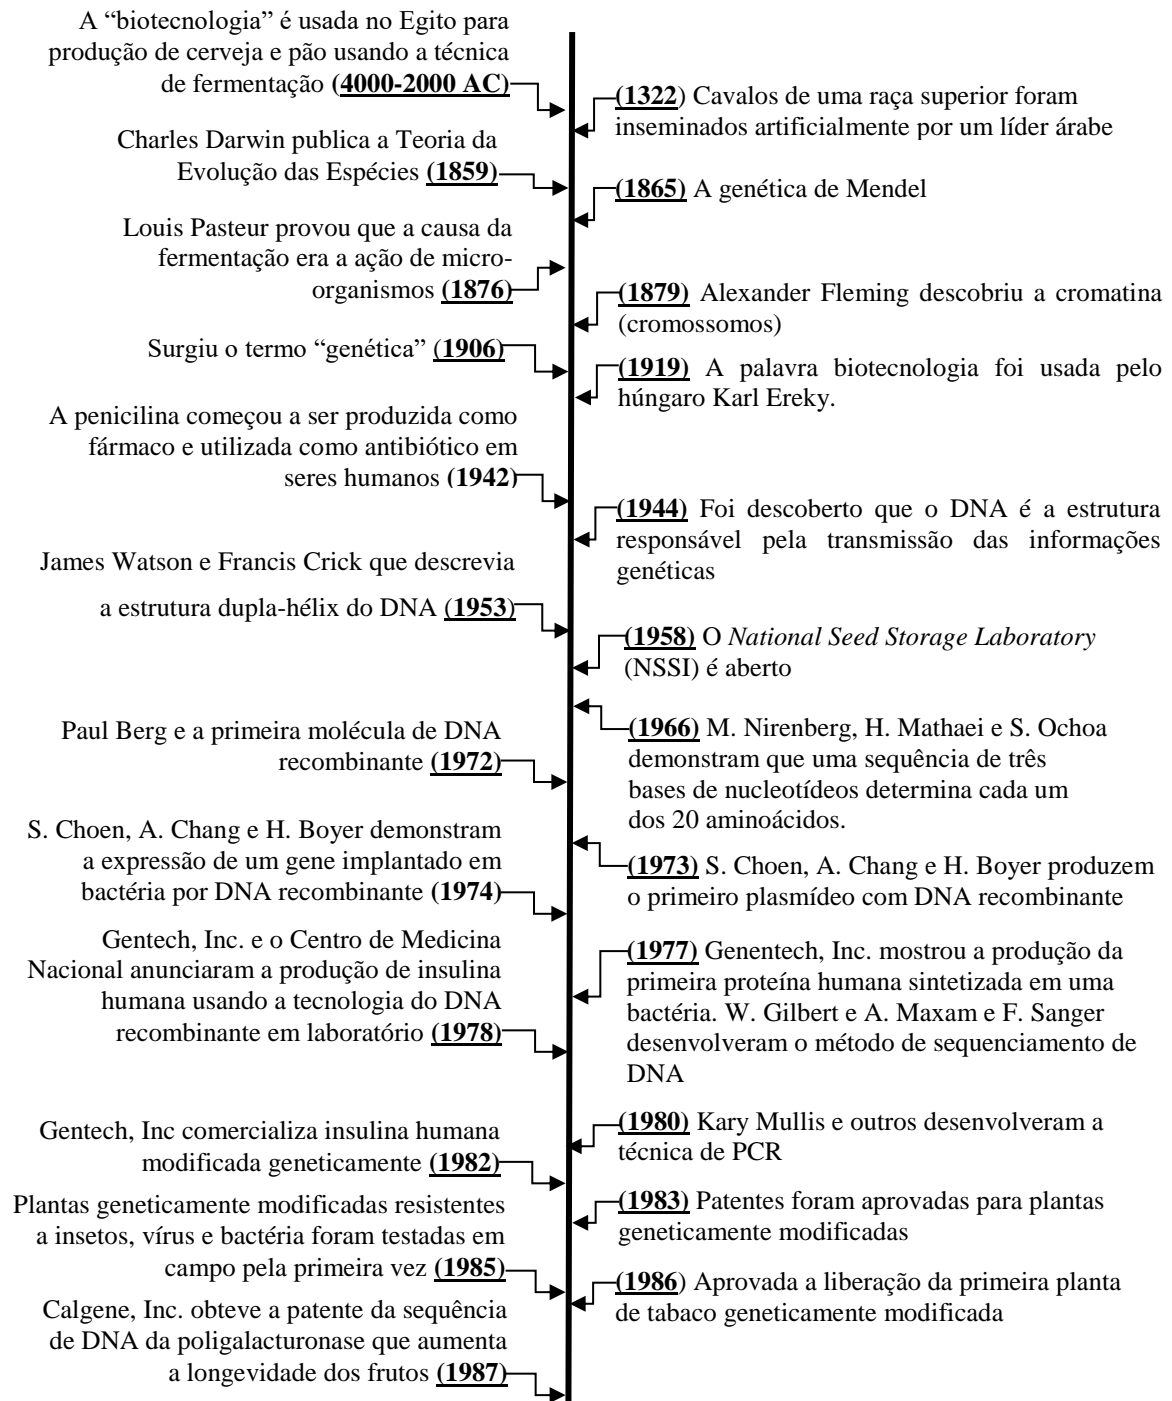 A “biotecnologia” é usada no Egito para
produção de cerveja e pão usando a técnica
de fermentação (4000-2000 AC)
(1322) Cavalos de uma raça superior foram
inseminados artificialmente por um líder árabe
Charles Darwin publica a Teoria da
Evolução das Espécies (1859)
(1865) A genética de Mendel
Louis Pasteur provou que a causa da
fermentação era a ação de micro-
organismos (1876)
(1879) Alexander Fleming descobriu a cromatina
(cromossomos)
Surgiu o termo “genética” (1906)
(1919) A palavra biotecnologia foi usada pelo
húngaro Karl Ereky.
A penicilina começou a ser produzida como
fármaco e utilizada como antibiótico em
seres humanos (1942)
(1944) Foi descoberto que o DNA é a estrutura
responsável pela transmissão das informações
genéticas
James Watson e Francis Crick que descrevia
a estrutura dupla-hélix do DNA (1953)
(1958) O National Seed Storage Laboratory
(NSSI) é aberto
(1966) M. Nirenberg, H. Mathaei e S. Ochoa
demonstram que uma sequência de três
bases de nucleotídeos determina cada um
dos 20 aminoácidos.
Paul Berg e a primeira molécula de DNA
recombinante (1972)
(1973) S. Choen, A. Chang e H. Boyer produzem
o primeiro plasmídeo com DNA recombinante
S. Choen, A. Chang e H. Boyer demonstram
a expressão de um gene implantado em
bactéria por DNA recombinante (1974)
(1977) Genentech, Inc. mostrou a produção da
primeira proteína humana sintetizada em uma
bactéria. W. Gilbert e A. Maxam e F. Sanger
desenvolveram o método de sequenciamento de
DNA
Gentech, Inc. e o Centro de Medicina
Nacional anunciaram a produção de insulina
humana usando a tecnologia do DNA
recombinante em laboratório (1978)
(1980) Kary Mullis e outros desenvolveram a
técnica de PCR
Gentech, Inc comercializa insulina humana
modificada geneticamente (1982)
(1983) Patentes foram aprovadas para plantas
geneticamente modificadas
Plantas geneticamente modificadas resistentes
a insetos, vírus e bactéria foram testadas em
campo pela primeira vez (1985)
(1986) Aprovada a liberação da primeira planta
de tabaco geneticamente modificada
Calgene, Inc. obteve a patente da sequência
de DNA da poligalacturonase que aumenta
a longevidade dos frutos (1987)